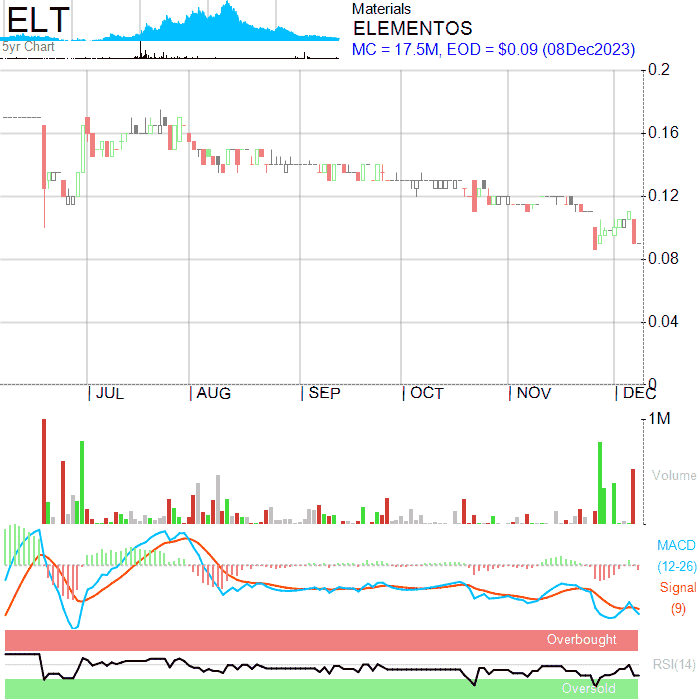 ELT
5yr Chart
Materials
ELEMENTOS
MC = 17.5M, EOD = $0.09 (08Dec2023)
0.2
0.16
0.12
0.08
0.04
0
JUL AUG SEP OCT NOV DEC
1M
Volume
MACD
(12-26)
Signal
(9)
Overbought
RSI(14)
Oversold